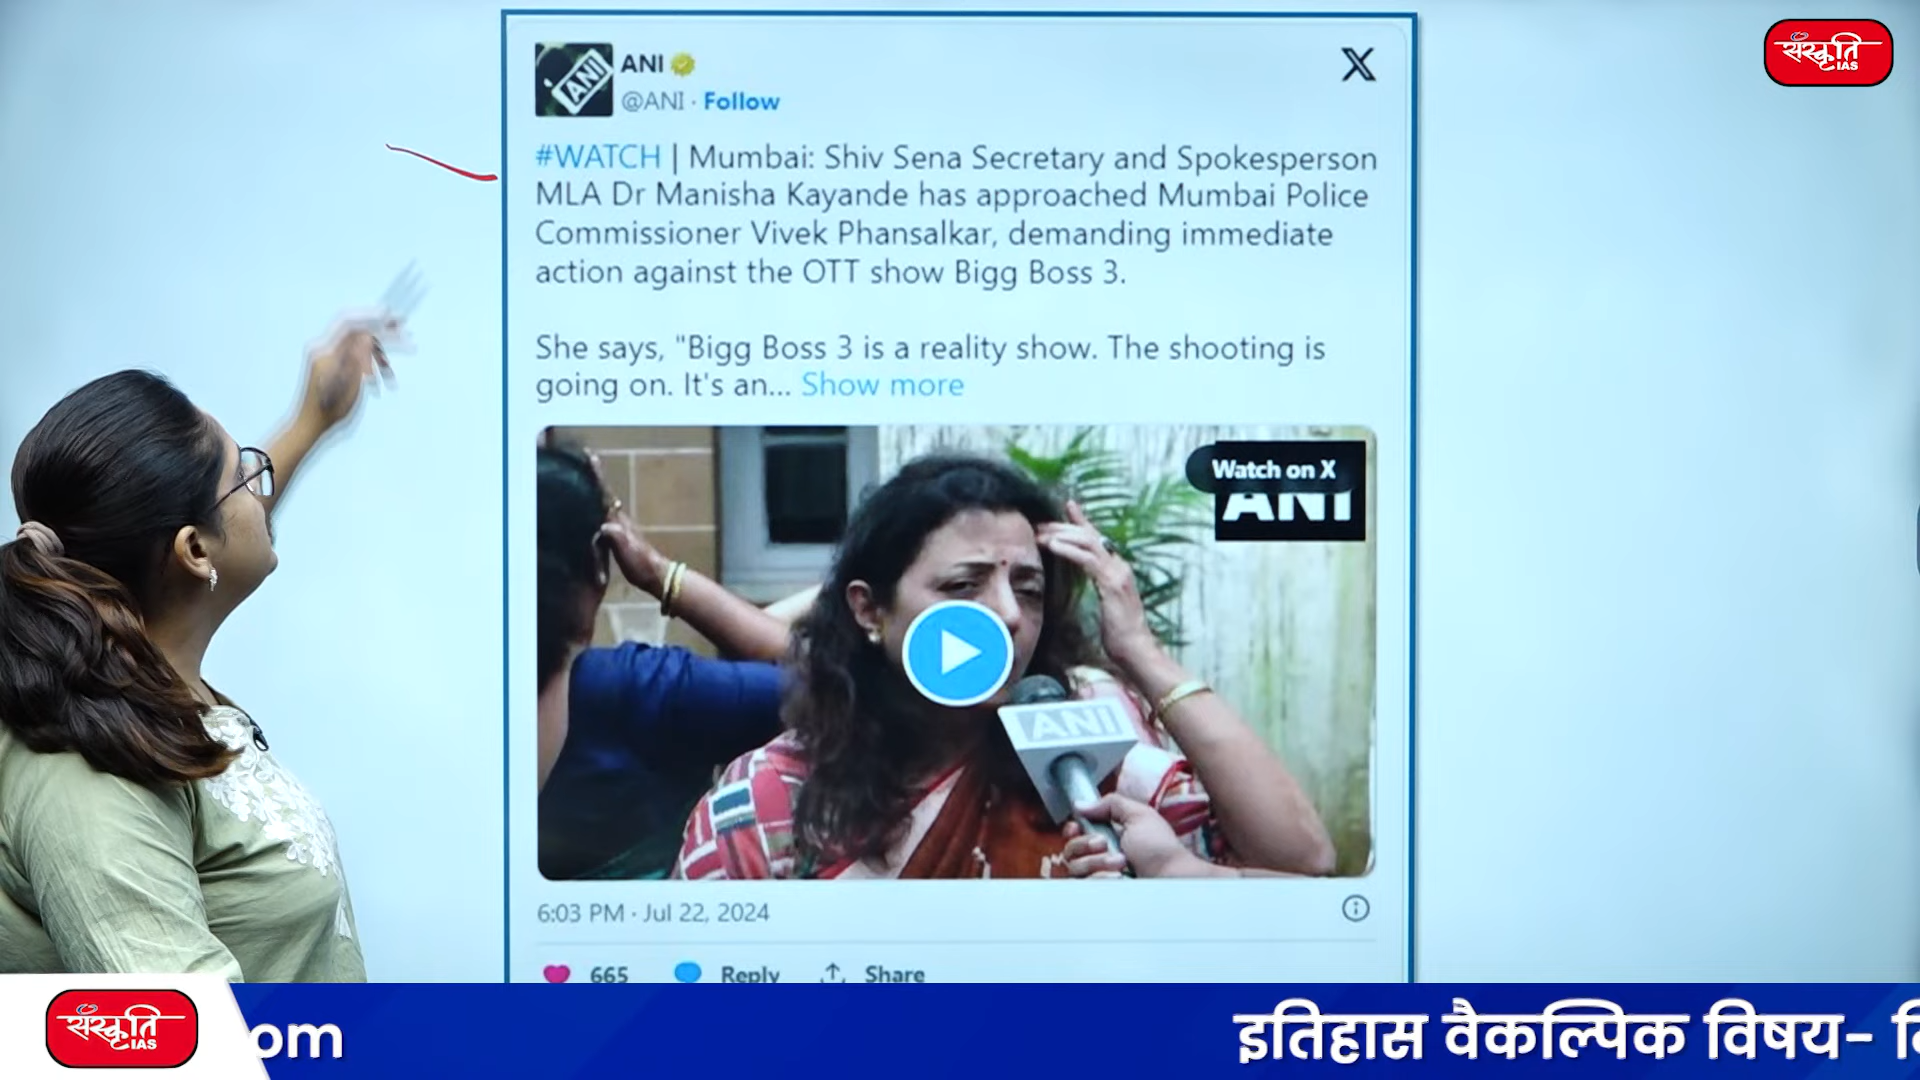 ANI
@ANI · Follow
#WATCH | Mumbai: Shiv Sena Secretary and Spokesperson
MLA Dr Manisha Kayande has approached Mumbai Police
Commissioner Vivek Phansalkar, demanding immediate
action against the OTT show Bigg Boss 3.
She says, "Bigg Boss 3 is a reality show. The shooting is
going on. It's an... Show more
Watch on X
ANI
ANI
ANI
6:03 PM · Jul 22, 2024
665 Reply Share
संस्कृति
IAS
संस्कृति
IAS
om
इतिहास वैकल्पिक विषय-